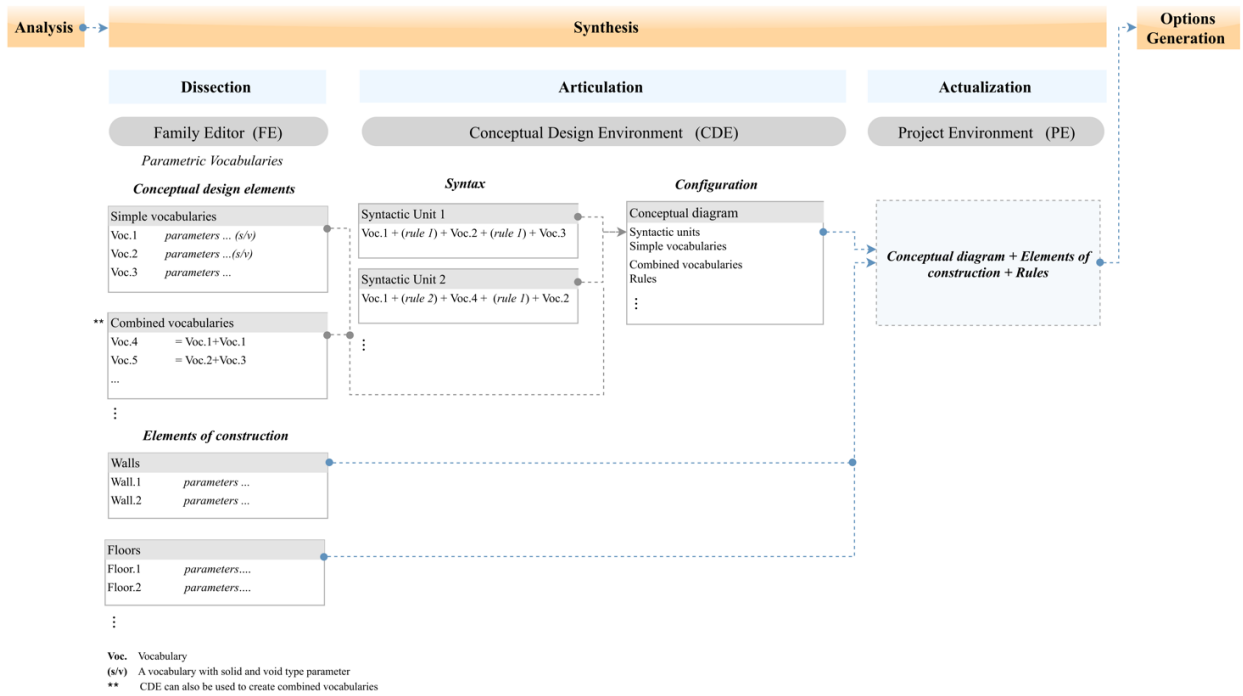 Analysis
Synthesis
Options
Generation
Dissection
Articulation
Actualization
Family Editor (FE)
Conceptual Design Environment (CDE)
Project Environment (PE)
Parametric Vocabularies
Conceptual design elements
Simple vocabularies
Voc.1 parameters ... (s/v)
Voc.2 parameters ...(s/v)
Voc.3 parameters ...
** Combined vocabularies
Voc.4 = Voc.1+Voc.1
Voc.5 = Voc.2+Voc.3
...
⋮
Elements of construction
Walls
Wall.1 parameters ...
Wall.2 parameters ...
Floors
Floor.1 parameters....
Floor.2 parameters....
⋮
Syntax
Syntactic Unit 1
Voc.1 + (rule 1) + Voc.2 + (rule 1) + Voc.3
Syntactic Unit 2
Voc.1 + (rule 2) + Voc.4 + (rule 1) + Voc.2
⋮
Configuration
Conceptual diagram
Syntactic units
Simple vocabularies
Combined vocabularies
Rules
⋮
Conceptual diagram + Elements of
construction + Rules
Voc. Vocabulary
(s/v) A vocabulary with solid and void type parameter
** CDE can also be used to create combined vocabularies